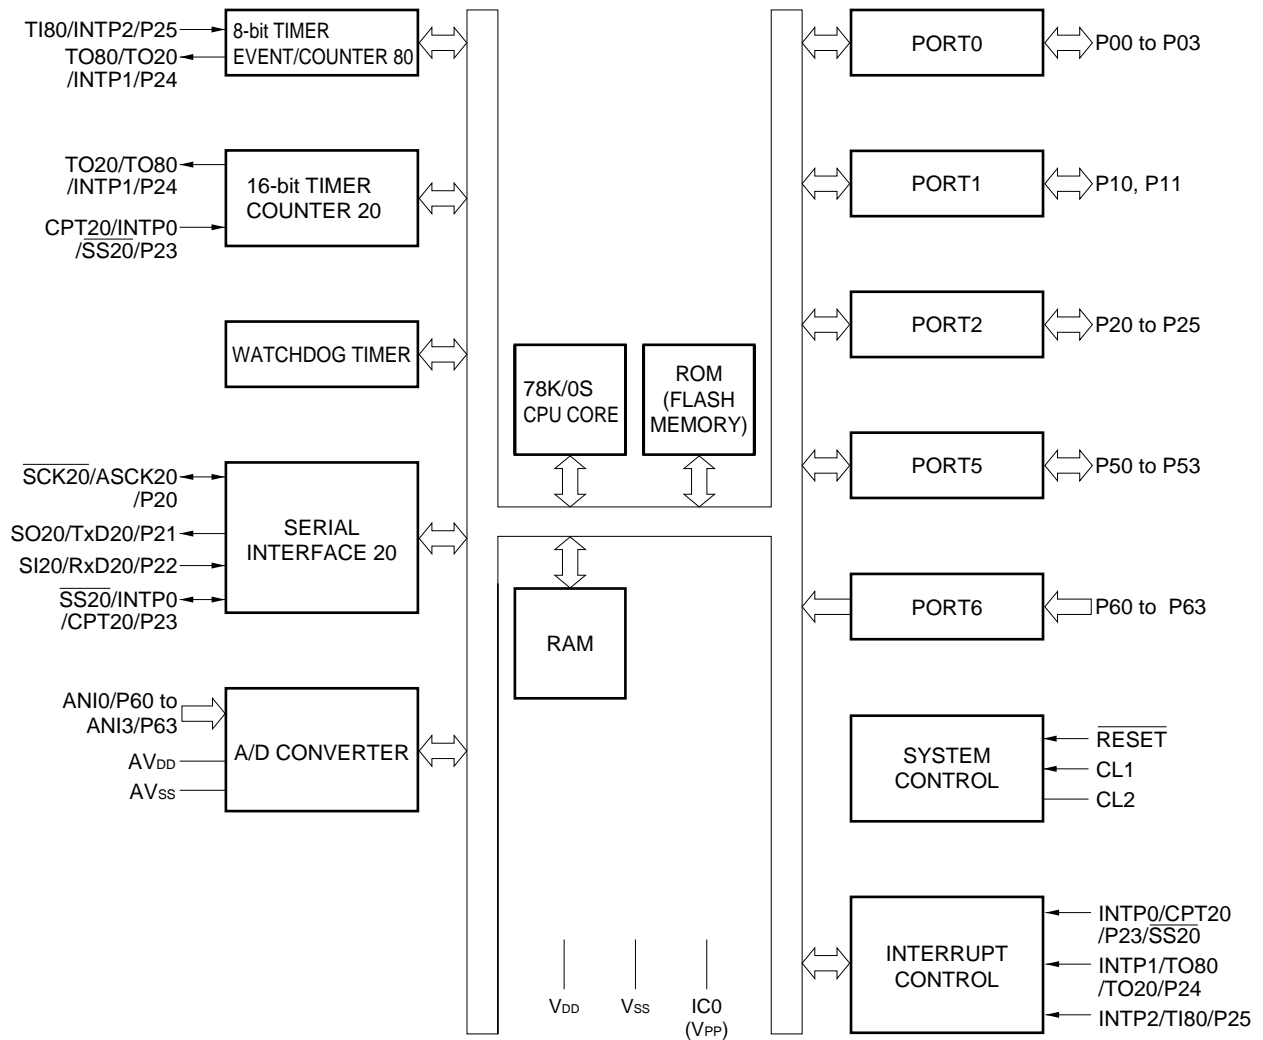 TI80/INTP2/P25
TO80/TO20
/INTP1/P24
8-bit TIMER
EVENT/COUNTER 80
TO20/TO80
/INTP1/P24
CPT20/INTP0
/SS20/P23
16-bit TIMER
COUNTER 20
WATCHDOG TIMER
SCK20/ASCK20
/P20
SO20/TxD20/P21
SI20/RxD20/P22
SS20/INTP0
/CPT20/P23
SERIAL
INTERFACE 20
ANI0/P60 to
ANI3/P63
AVDD
AVSS
A/D CONVERTER
78K/0S
CPU CORE
ROM
(FLASH
MEMORY)
RAM
VDD
VSS
IC0
(VPP)
PORT0
P00 to P03
PORT1
P10, P11
PORT2
P20 to P25
PORT5
P50 to P53
PORT6
P60 to P63
SYSTEM
CONTROL
RESET
CL1
CL2
INTERRUPT
CONTROL
INTP0/CPT20
/P23/SS20
INTP1/TO80
/TO20/P24
INTP2/TI80/P25